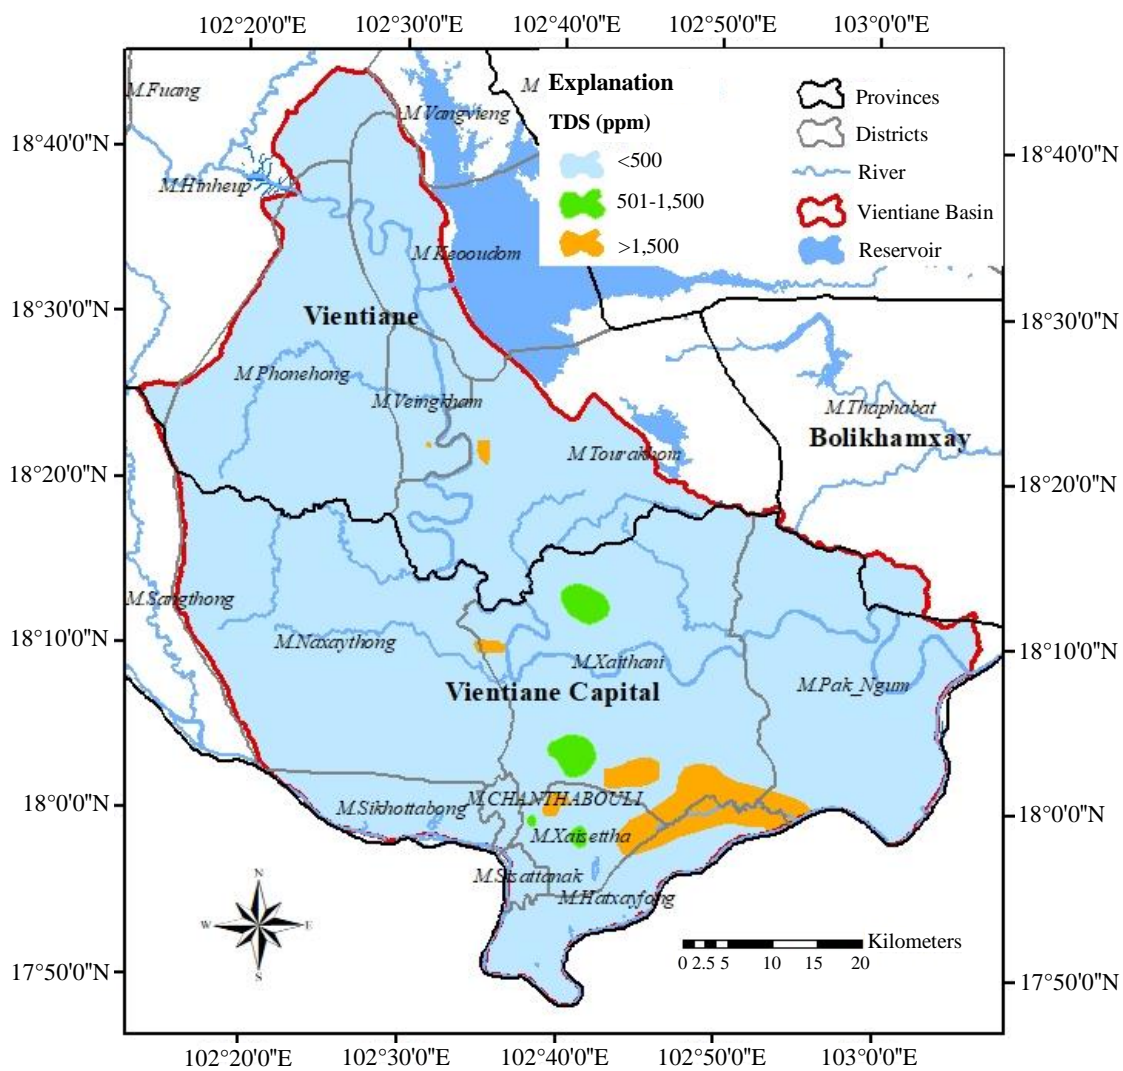 102°20'0"E 102°30'0"E 102°40'0"E 102°50'0"E 103°0'0"E
M.Fuang
M.Vangvieng
M
Explanation
TDS (ppm)
<500
501-1,500
>1,500
Provinces
Districts
River
Vientiane Basin
Reservoir
18°40'0"N
18°40'0"N
M.Hinheup
M Keooudom
Vientiane
18°30'0"N
18°30'0"N
M Phonehong
M Veingkham
M.Thaphabat
Bolikhamxay
M Tourakhom
18°20'0"N
18°20'0"N
M.Sangthong
M.Naxaythong
M.Xaithani
18°10'0"N
18°10'0"N
Vientiane Capital
M.Pak_Ngum
M.Sikhottabong
M.CHANTHABOULI
18°0'0"N
18°0'0"N
M.Xaisettha
M.Sisattanak
M.Hatxayfong
N
W E
S
Kilometers
0 2.5 5 10 15 20
17°50'0"N
17°50'0"N
102°20'0"E 102°30'0"E 102°40'0"E 102°50'0"E 103°0'0"E